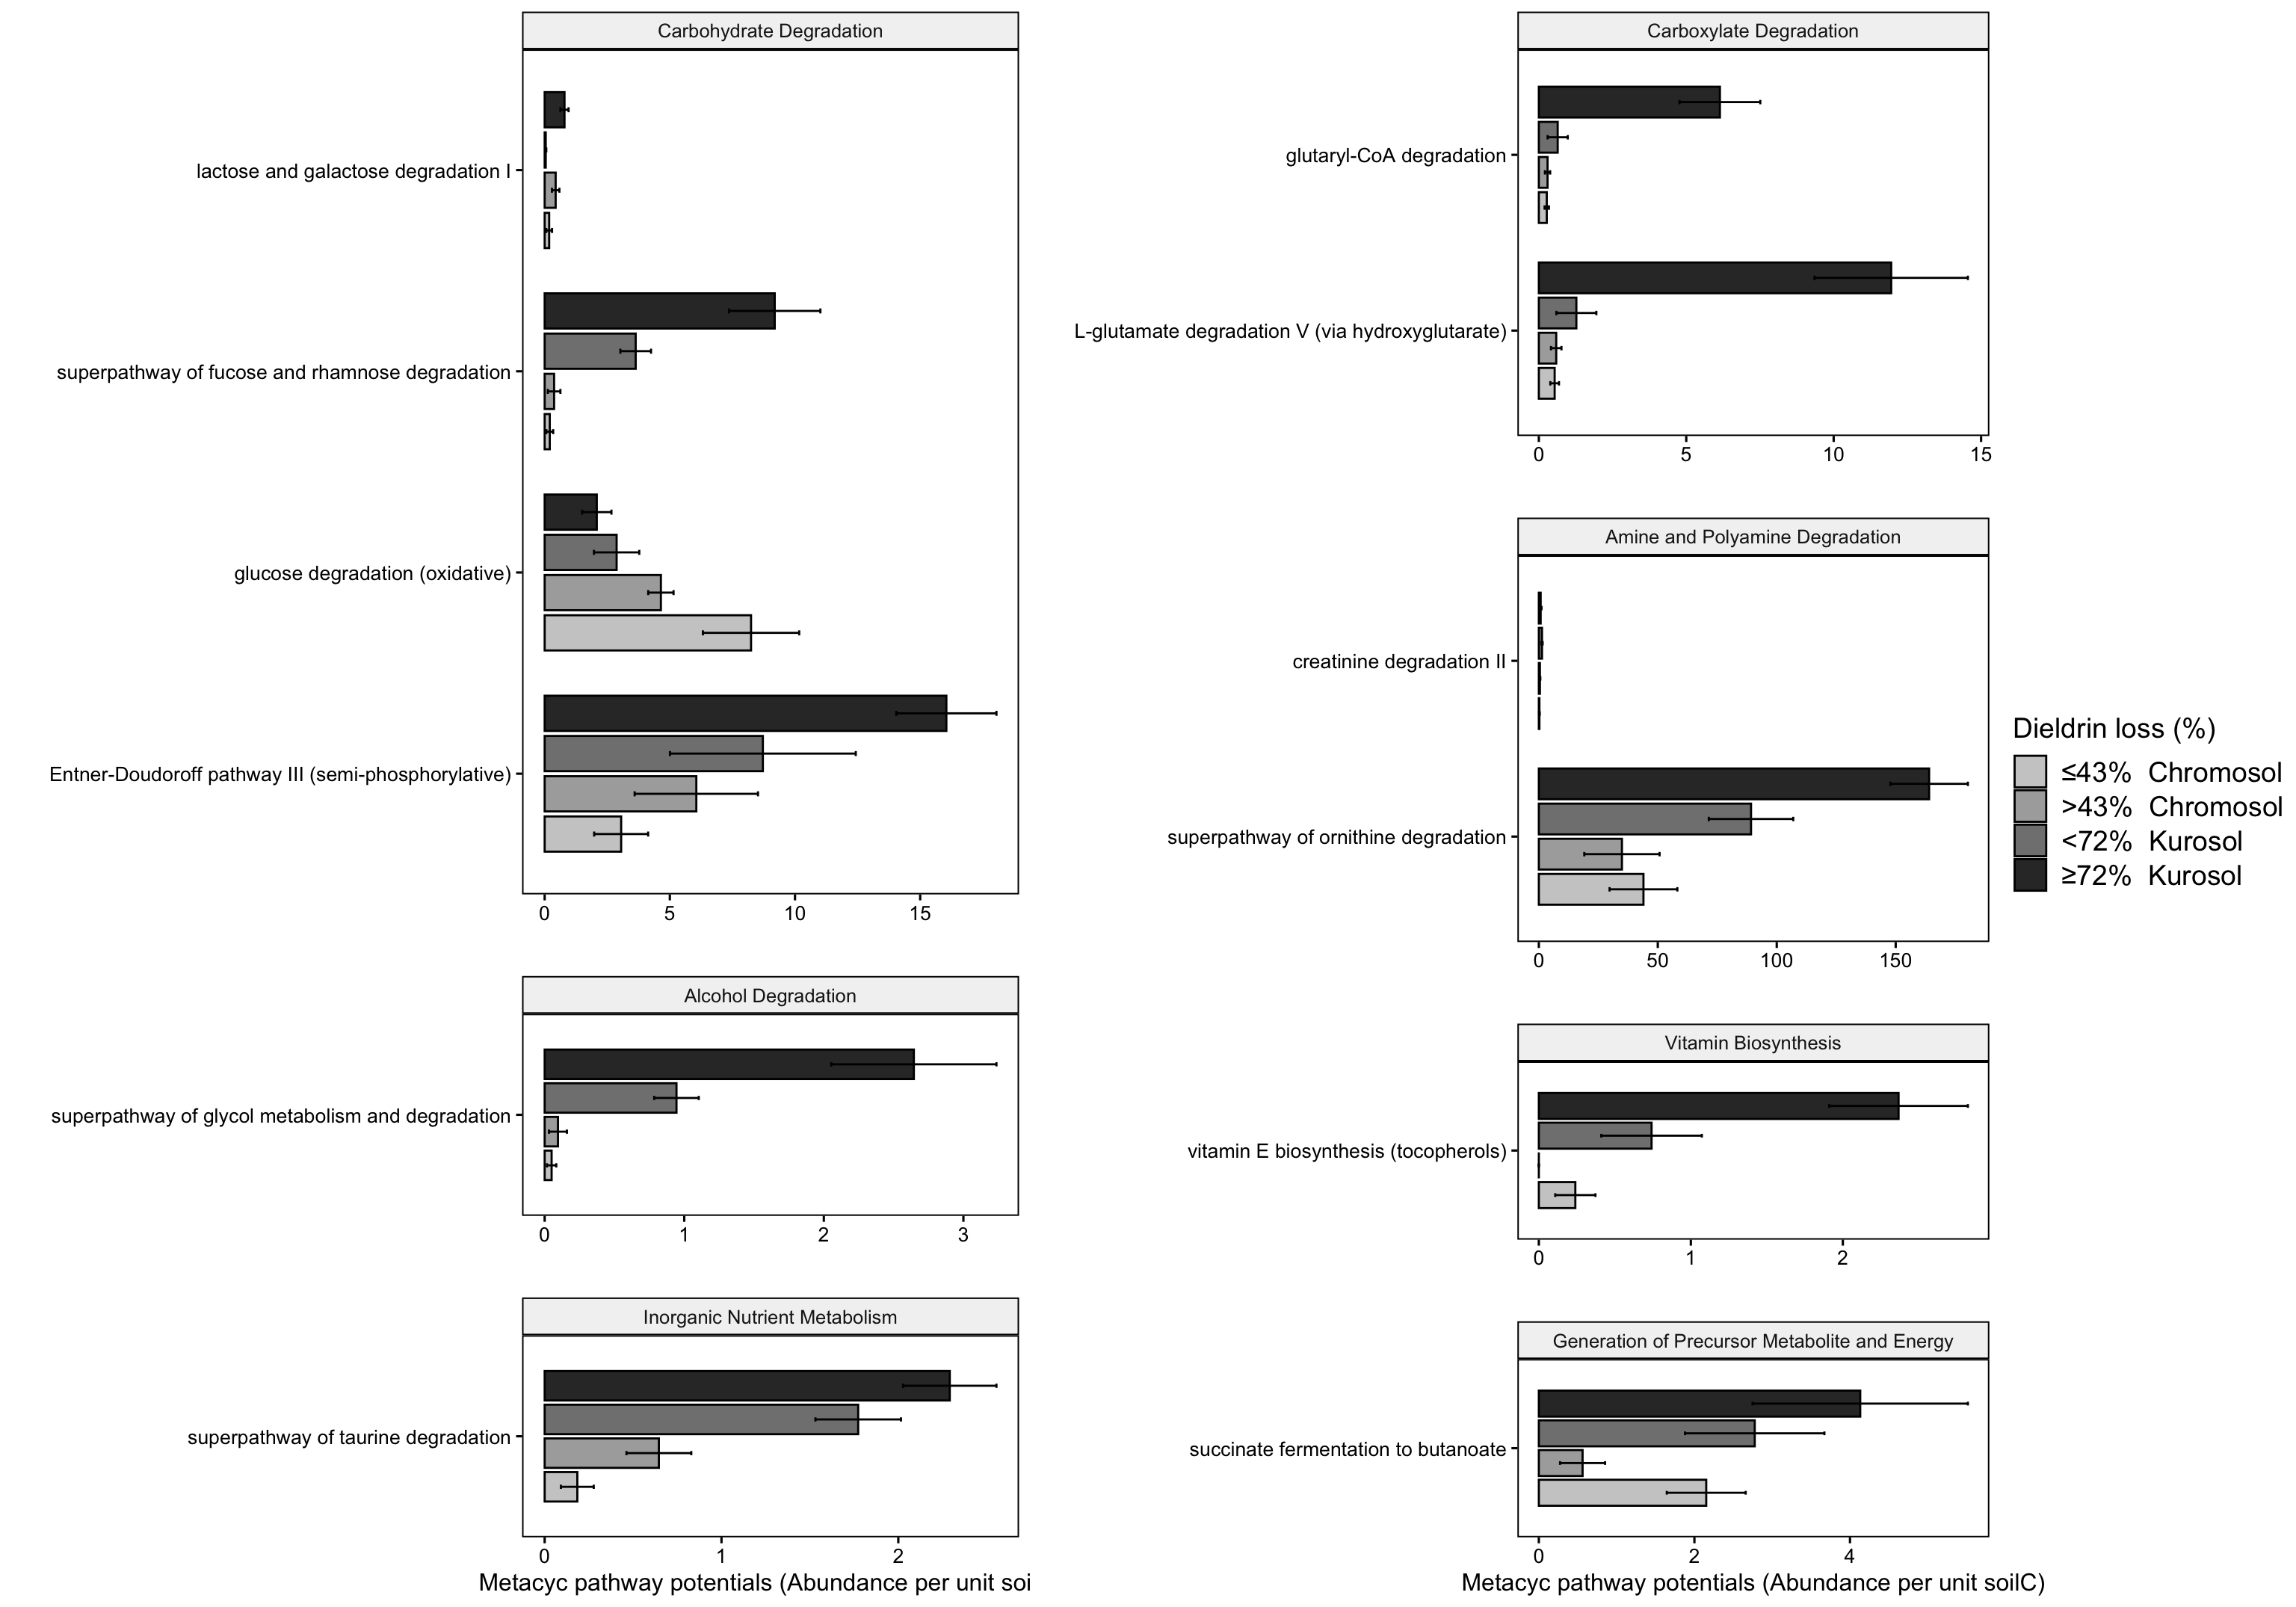 Carbohydrate Degradation
lactose and galactose degradation I
superpathway of fucose and rhamnose degradation
glucose degradation (oxidative)
Entner-Doudoroff pathway III (semi-phosphorylative)
0 5 10 15
Alcohol Degradation
superpathway of glycol metabolism and degradation
0 1 2 3
Inorganic Nutrient Metabolism
superpathway of taurine degradation
0 1 2
Metacyc pathway potentials (Abundance per unit soi
Carboxylate Degradation
glutaryl-CoA degradation
L-glutamate degradation V (via hydroxyglutarate)
0 5 10 15
Amine and Polyamine Degradation
creatinine degradation II
superpathway of ornithine degradation
0 50 100 150
Vitamin Biosynthesis
vitamin E biosynthesis (tocopherols)
0 1 2
Generation of Precursor Metabolite and Energy
succinate fermentation to butanoate
0 2 4
Metacyc pathway potentials (Abundance per unit soilC)
Dieldrin loss (%)
≤43% Chromosol
>43% Chromosol
<72% Kurosol
≥72% Kurosol